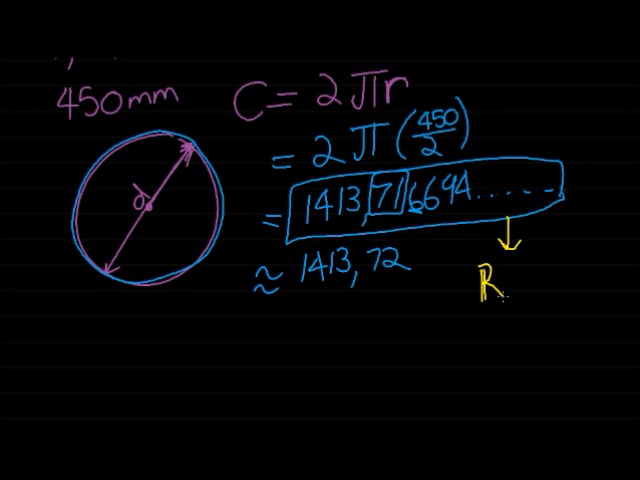 450mm C = 2πr
d
= 2π(450/2)
= 1413,716694......
≈ 1413,72
R